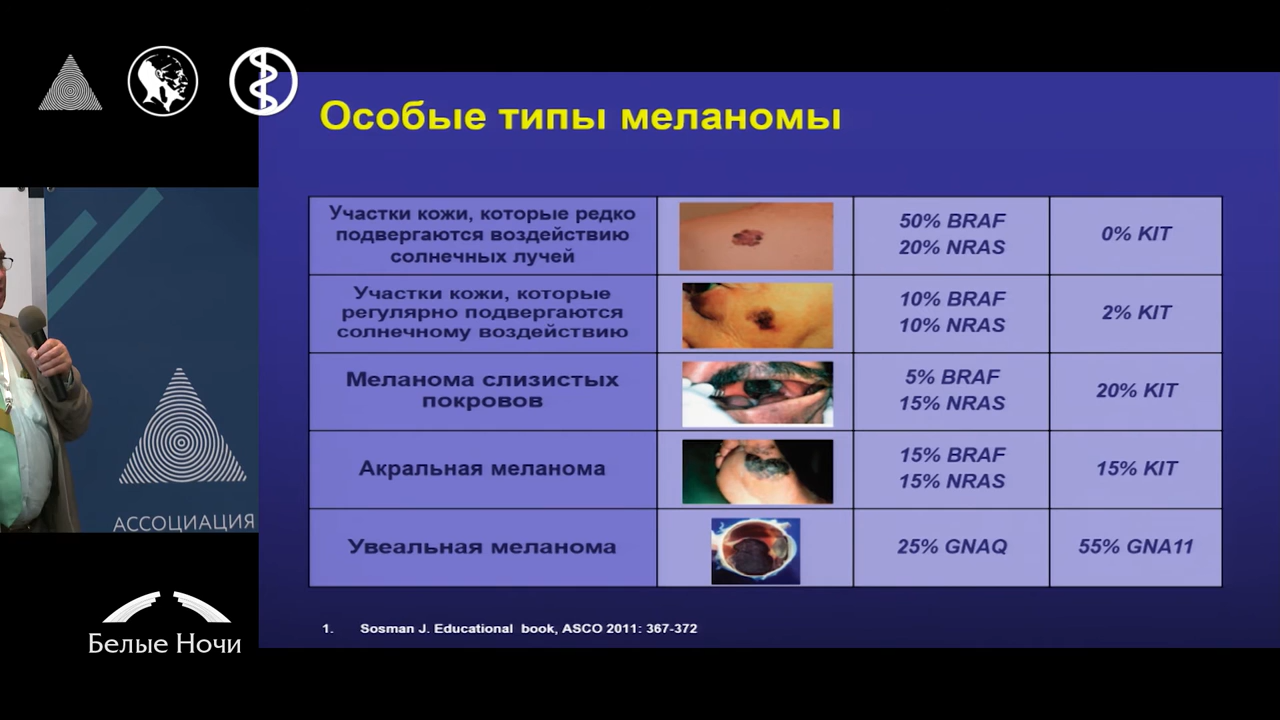 Особые типы меланомы
Участки кожи, которые редко
подвергаются воздействию
солнечных лучей
50% BRAF
20% NRAS
0% KIT
Участки кожи, которые
регулярно подвергаются
солнечному воздействию
10% BRAF
10% NRAS
2% KIT
Меланома слизистых
покровов
5% BRAF
15% NRAS
20% KIT
Акральная меланома
15% BRAF
15% NRAS
15% KIT
Увеальная меланома
25% GNAQ
55% GNA11
1. Sosman J. Educational book, ASCO 2011: 367-372
АССОЦИАЦИЯ
Белые Ночи